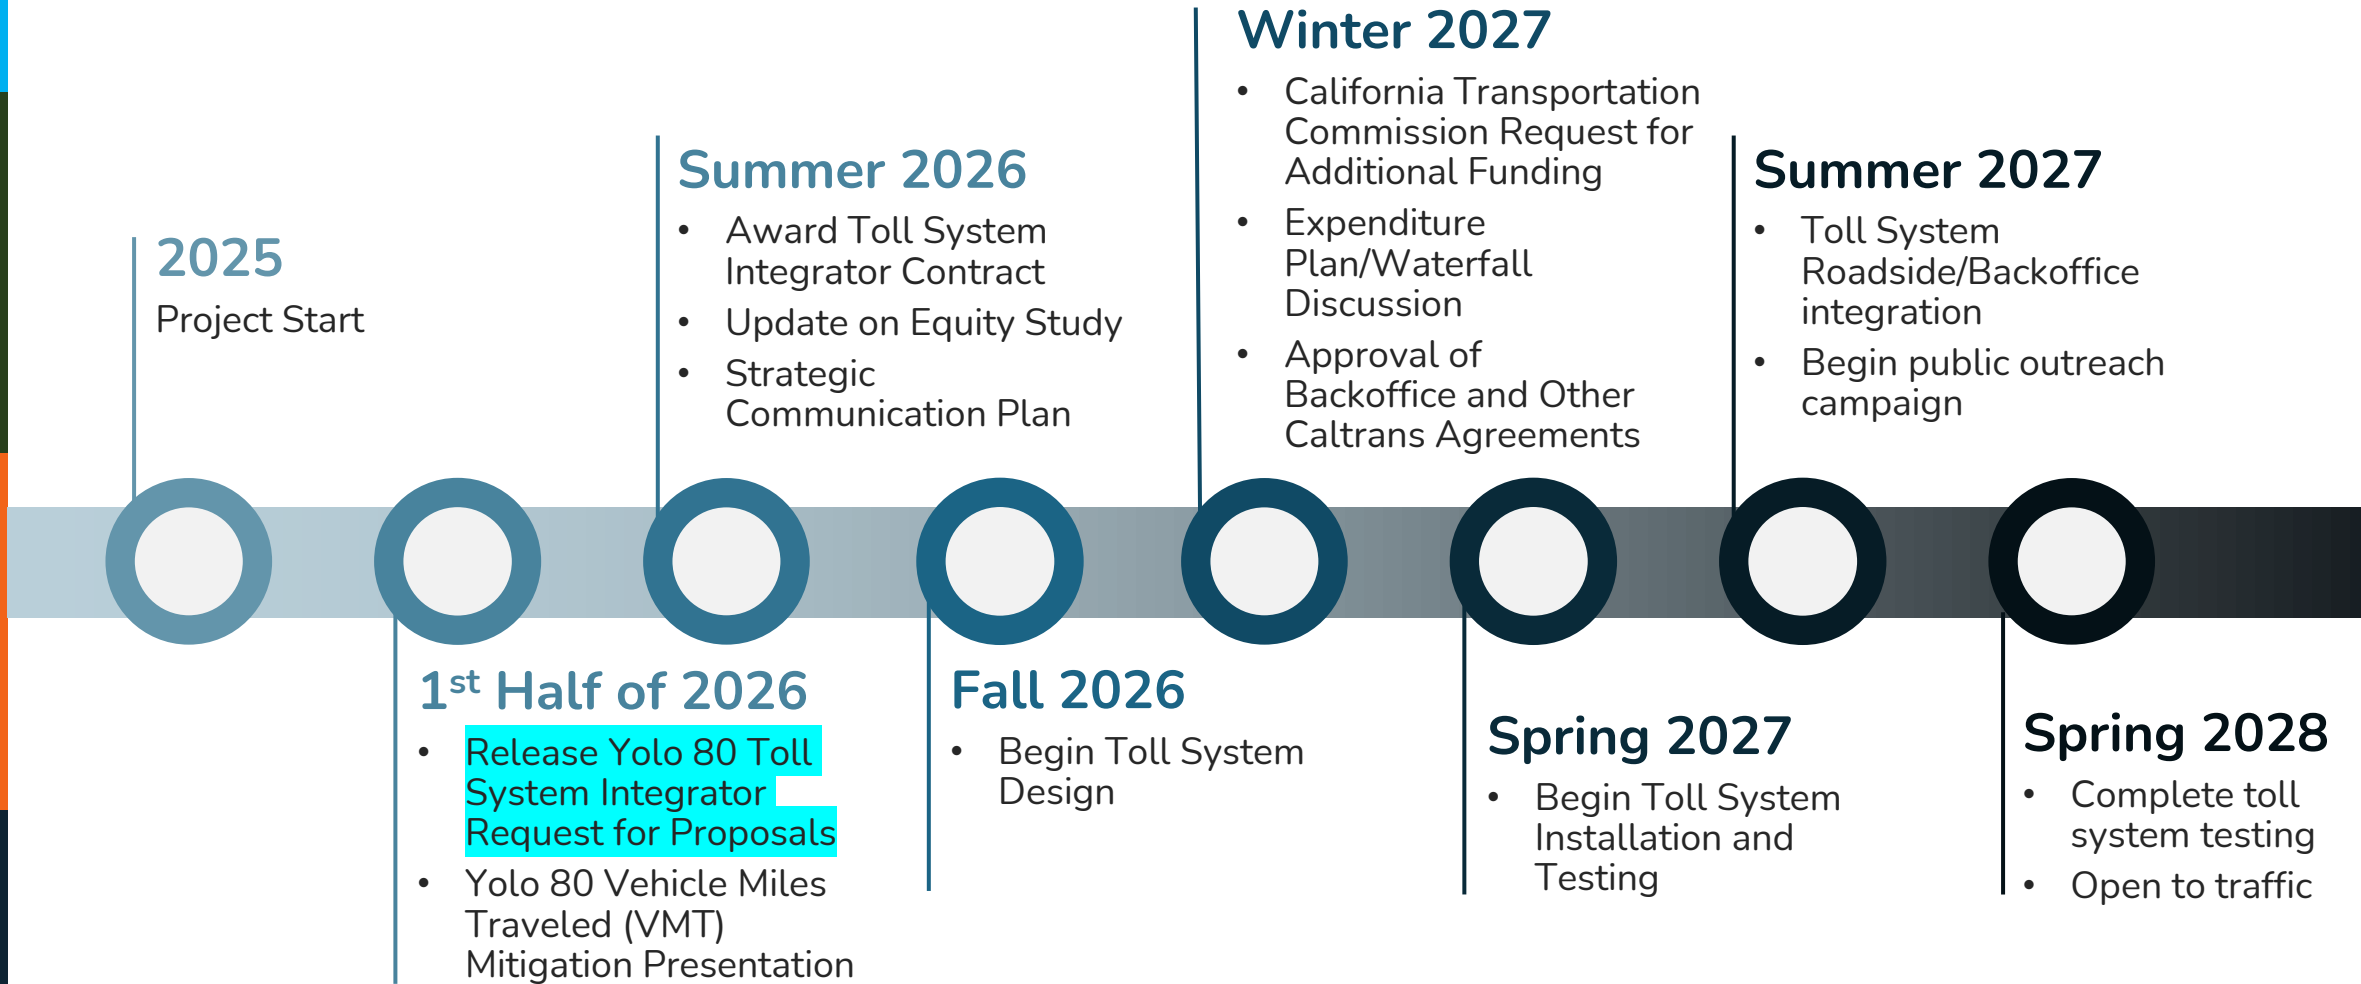 2025
Project Start
1st Half of 2026
• Release Yolo 80 Toll
System Integrator
Request for Proposals
• Yolo 80 Vehicle Miles
Traveled (VMT)
Mitigation Presentation
Summer 2026
• Award Toll System
Integrator Contract
• Update on Equity Study
• Strategic
Communication Plan
Fall 2026
• Begin Toll System
Design
Winter 2027
• California Transportation
Commission Request for
Additional Funding
• Expenditure
Plan/Waterfall
Discussion
• Approval of
Backoffice and Other
Caltrans Agreements
Spring 2027
• Begin Toll System
Installation and
Testing
Summer 2027
• Toll System
Roadside/Backoffice
integration
• Begin public outreach
campaign
Spring 2028
• Complete toll
system testing
• Open to traffic